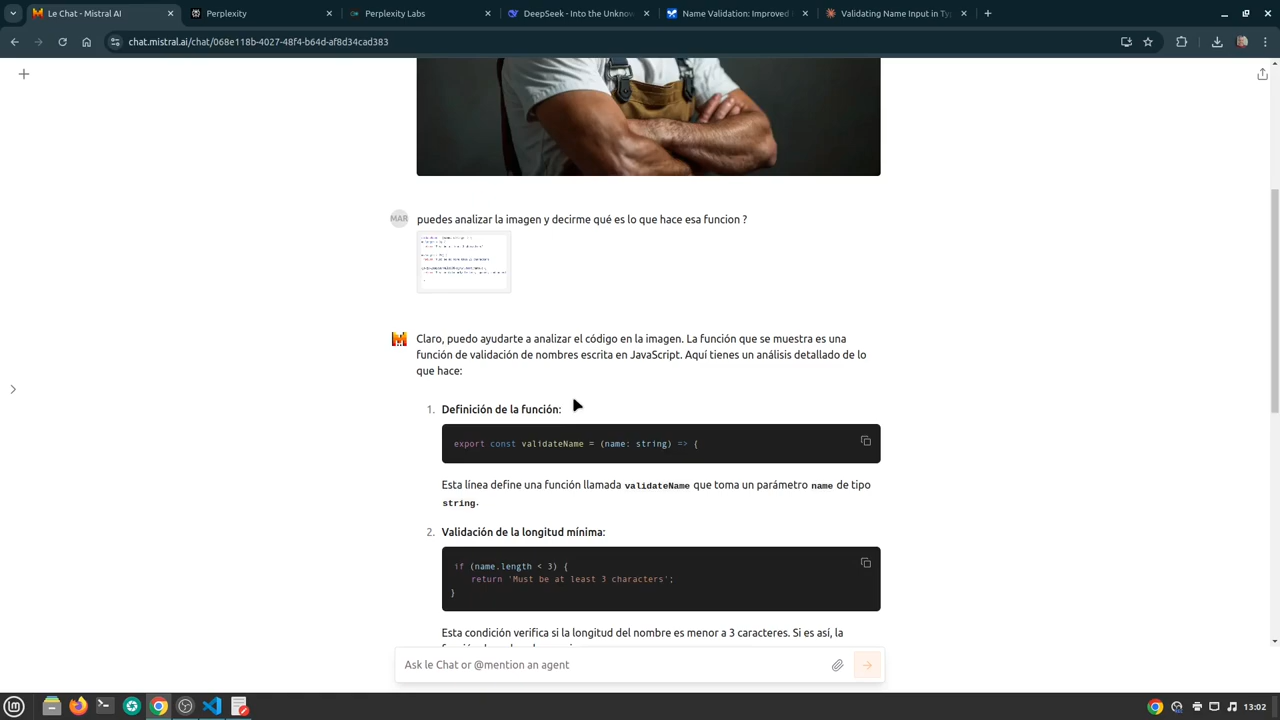 Le Chat - Mistral AI
Perplexity
Perplexity Labs
DeepSeek - Into the Unknow
Name Validation: Improved
Validating Name Input in Ty
chat.mistral.ai/chat/068e118b-4027-48f4-b64d-af8d34cad383
MAR
puedes analizar la imagen y decirme qué es lo que hace esa funcion ?
Claro, puedo ayudarte a analizar el código en la imagen. La función que se muestra es una
función de validación de nombres escrita en JavaScript. Aquí tienes un análisis detallado de lo
que hace:
1. Definición de la función:
export const validateName = (name: string) => {
Esta línea define una función llamada validateName que toma un parámetro name de tipo
string.
2. Validación de la longitud mínima:
if (name.length < 3) {
return 'Must be at least 3 characters';
}
Esta condición verifica si la longitud del nombre es menor a 3 caracteres. Si es así, la
Ask le Chat or @mention an agent
13:02